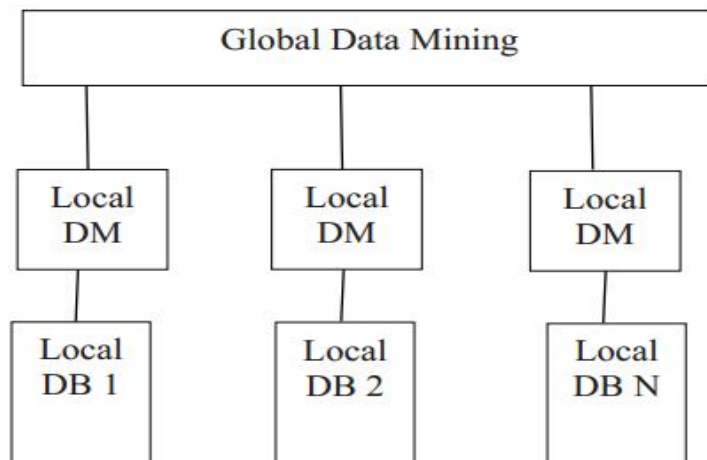 Global Data Mining
Local
DM
Local
DM
Local
DM
Local
DB 1
Local
DB 2
Local
DB N